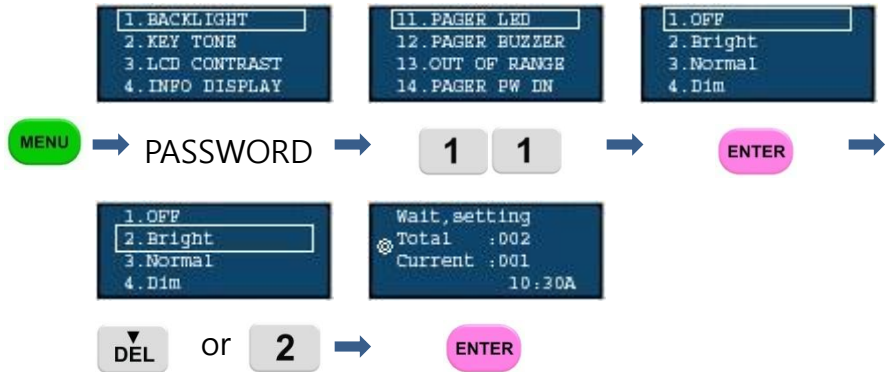 1.BACKLIGHT
2.KEY TONE
3.LCD CONTRAST
4.INFO DISPLAY
11.PAGER LED
12.PAGER BUZZER
13.OUT OF RANGE
14.PAGER PW DN
1.OFF
2.Bright
3.Normal
4.Dim
MENU
PASSWORD
1 1
ENTER
1.OFF
2.Bright
3.Normal
4.Dim
Wait,setting
Total :002
Current :001
10:30A
DEL or 2
ENTER